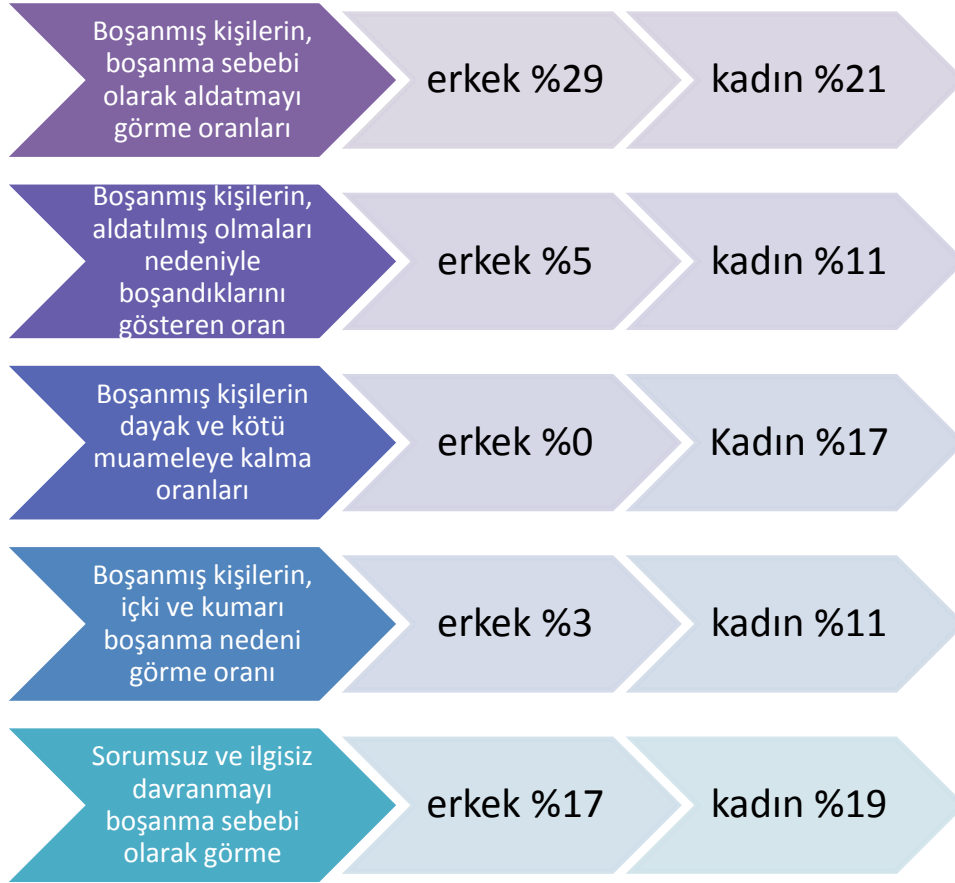 Boşanmış kişilerin,
boşanma sebebi
olarak aldatmayı
görme oranları
erkek %29
kadın %21
Boşanmış kişilerin,
aldatılmış olmaları
nedeniyle
boşandıklarını
gösteren oran
erkek %5
kadın %11
Boşanmış kişilerin
dayak ve kötü
muameleye kalma
oranları
erkek %0
Kadın %17
Boşanmış kişilerin,
içki ve kumarı
boşanma nedeni
görme oranı
erkek %3
kadın %11
Sorumsuz ve ilgisiz
davranmayı
boşanma sebebi
olarak görme
erkek %17
kadın %19